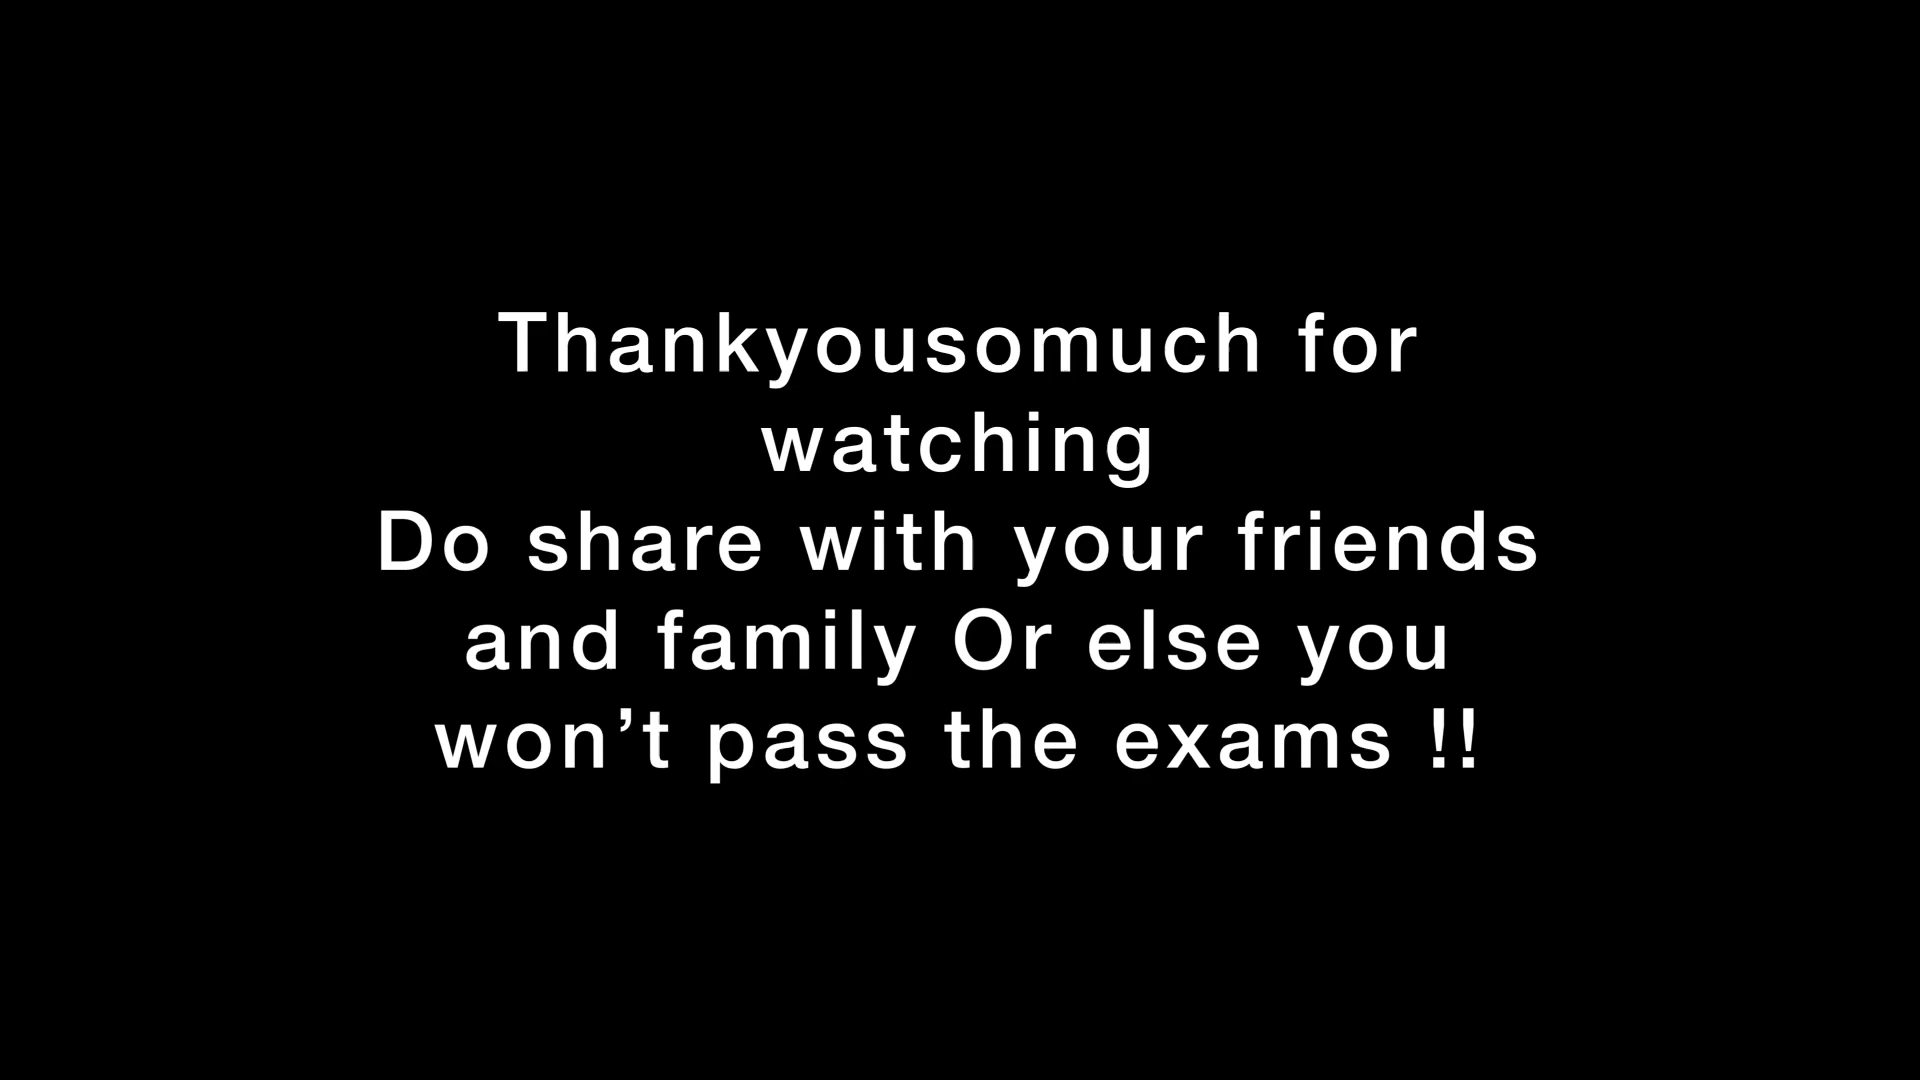 Thankyousomuch for
watching
Do share with your friends
and family Or else you
won’t pass the exams !!